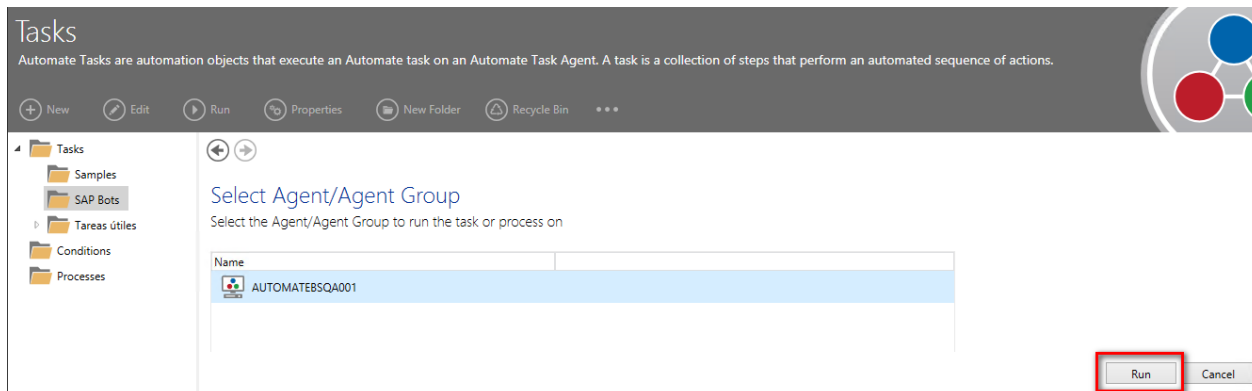 Tasks
Automate Tasks are automation objects that execute an Automate task on an Automate Task Agent. A task is a collection of steps that perform an automated sequence of actions.
New Edit Run Properties New Folder Recycle Bin
Tasks
Samples
SAP Bots
Tareas útiles
Conditions
Processes
Select Agent/Agent Group
Select the Agent/Agent Group to run the task or process on
Name
AUTOMATEBSQA001
Run Cancel